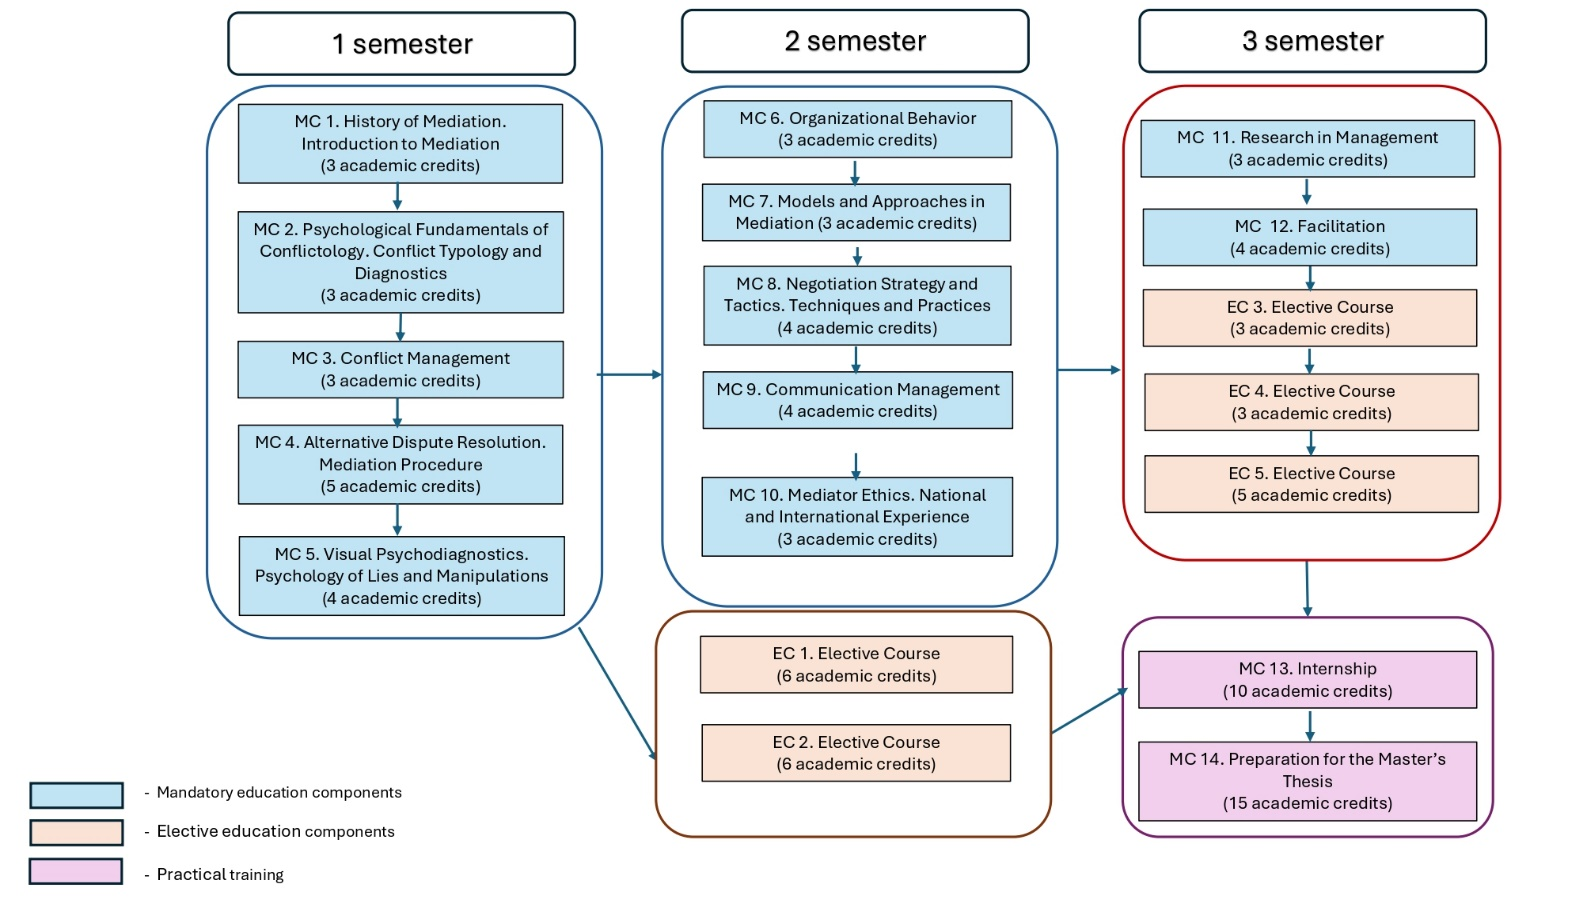 1 semester
MC 1. History of Mediation.
Introduction to Mediation
(3 academic credits)
MC 2. Psychological Fundamentals of
Conflictology. Conflict Typology and
Diagnostics
(3 academic credits)
MC 3. Conflict Management
(3 academic credits)
MC 4. Alternative Dispute Resolution.
Mediation Procedure
(5 academic credits)
MC 5. Visual Psychodiagnostics.
Psychology of Lies and Manipulations
(4 academic credits)
2 semester
MC 6. Organizational Behavior
(3 academic credits)
MC 7. Models and Approaches in
Mediation (3 academic credits)
MC 8. Negotiation Strategy and
Tactics. Techniques and Practices
(4 academic credits)
MC 9. Communication Management
(4 academic credits)
MC 10. Mediator Ethics. National
and International Experience
(3 academic credits)
EC 1. Elective Course
(6 academic credits)
EC 2. Elective Course
(6 academic credits)
3 semester
MC 11. Research in Management
(3 academic credits)
MC 12. Facilitation
(4 academic credits)
EC 3. Elective Course
(3 academic credits)
EC 4. Elective Course
(3 academic credits)
EC 5. Elective Course
(5 academic credits)
MC 13. Internship
(10 academic credits)
MC 14. Preparation for the Master’s
Thesis
(15 academic credits)
- Mandatory education components
- Elective education components
- Practical training